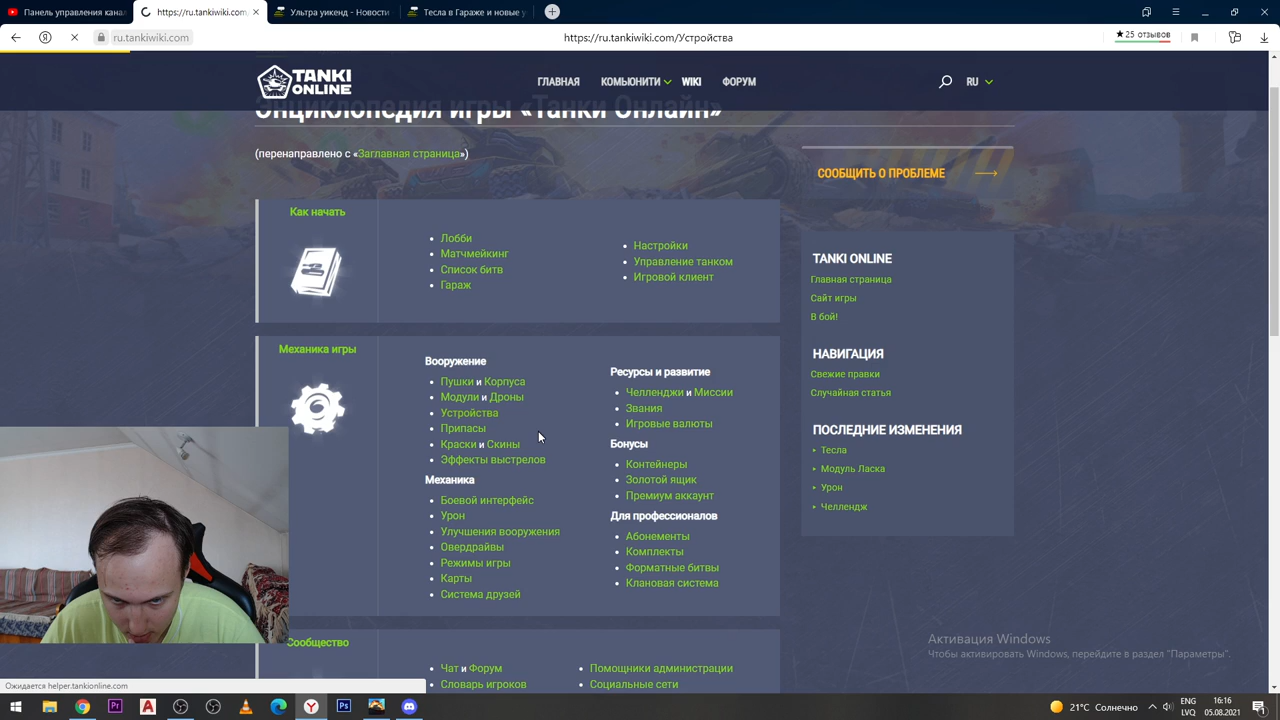 Панель управления канал
https://ru.tankiwiki.com/
Ультра уикенд - Новости
Тесла в Гараже и новые у
ru.tankiwiki.com
https://ru.tankiwiki.com/Устройства
★25 отзывов
TANKI ONLINE
ГЛАВНАЯ КОМЬЮНИТИ WIKI ФОРУМ
RU
Энциклопедия игры «Танки Онлайн»
(перенаправлено с «Заглавная страница»)
СООБЩИТЬ О ПРОБЛЕМЕ
Как начать
Лобби
Матчмейкинг
Список битв
Гараж
Настройки
Управление танком
Игровой клиент
Механика игры
Вооружение
Пушки и Корпуса
Модули и Дроны
Устройства
Припасы
Краски и Скины
Эффекты выстрелов
Механика
Боевой интерфейс
Урон
Улучшения вооружения
Овердрайвы
Режимы игры
Карты
Система друзей
Ресурсы и развитие
Челленджи и Миссии
Звания
Игровые валюты
Бонусы
Контейнеры
Золотой ящик
Премиум аккаунт
Для профессионалов
Абонементы
Комплекты
Форматные битвы
Клановая система
Сообщество
Чат и Форум
Словарь игроков
Помощники администрации
Социальные сети
TANKI ONLINE
Главная страница
Сайт игры
В бой!
НАВИГАЦИЯ
Свежие правки
Случайная статья
ПОСЛЕДНИЕ ИЗМЕНЕНИЯ
Тесла
Модуль Ласка
Урон
Челлендж
Активация Windows
Чтобы активировать Windows, перейдите в раздел "Параметры".
Ожидается helper.tankionline.com
21°C Солнечно
ENG
LVQ
16:16
05.08.2021